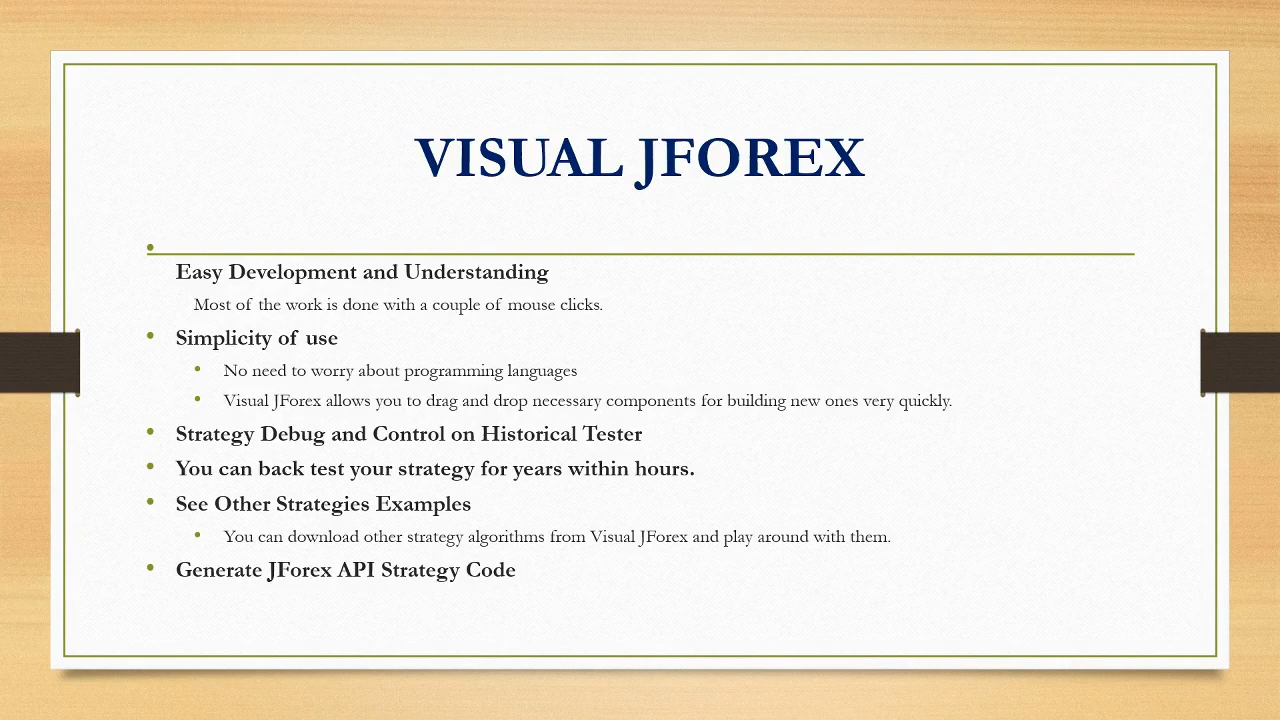 VISUAL JFOREX
•
Easy Development and Understanding
Most of the work is done with a couple of mouse clicks.
• Simplicity of use
• No need to worry about programming languages
• Visual JForex allows you to drag and drop necessary components for building new ones very quickly.
• Strategy Debug and Control on Historical Tester
• You can back test your strategy for years within hours.
• See Other Strategies Examples
• You can download other strategy algorithms from Visual JForex and play around with them.
• Generate JForex API Strategy Code